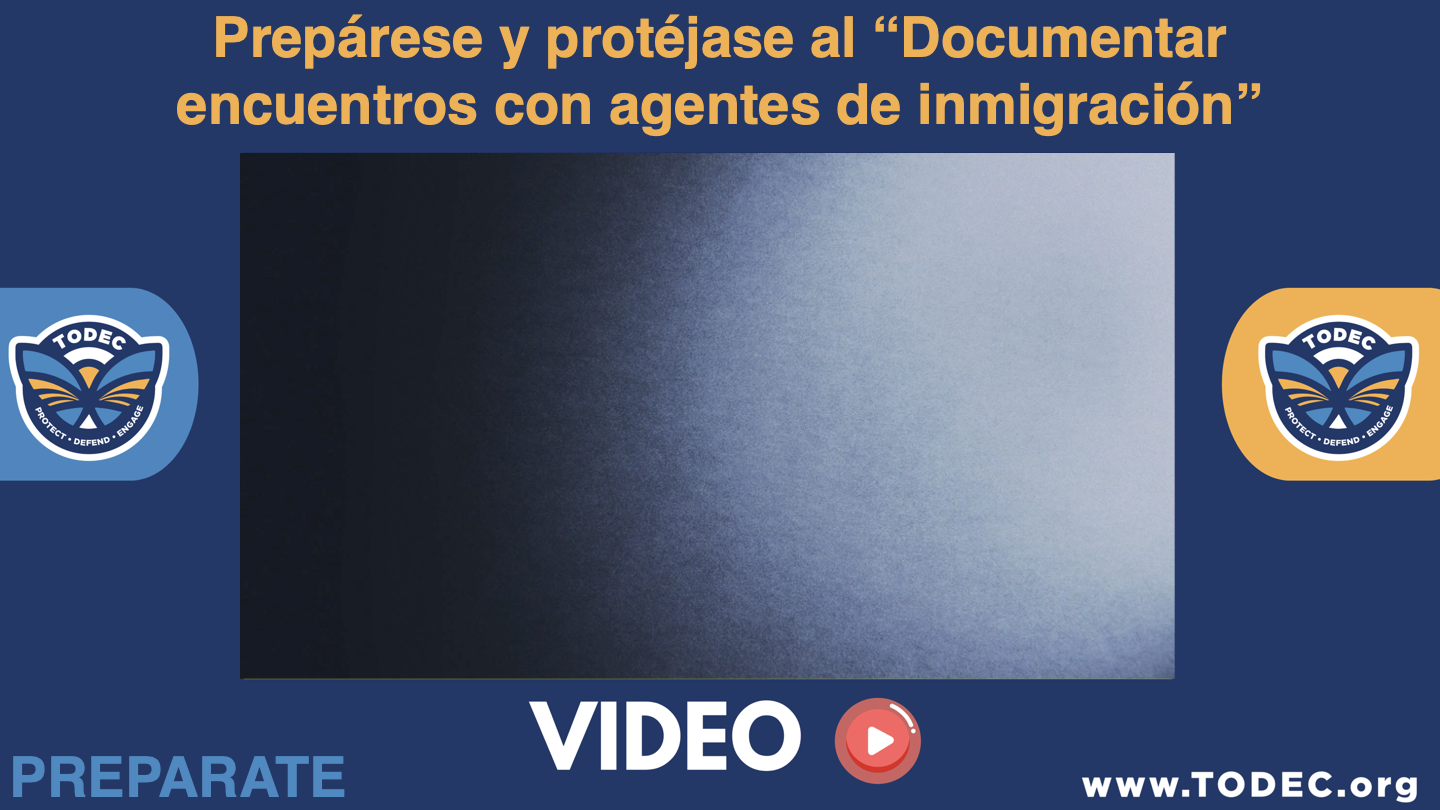 Prepárese y protéjase al “Documentar
encuentros con agentes de inmigración”
TODEC
PROTECT • DEFEND • ENGAGE
TODEC
PROTECT • DEFEND • ENGAGE
VIDEO
PREPARATE
www.TODEC.org